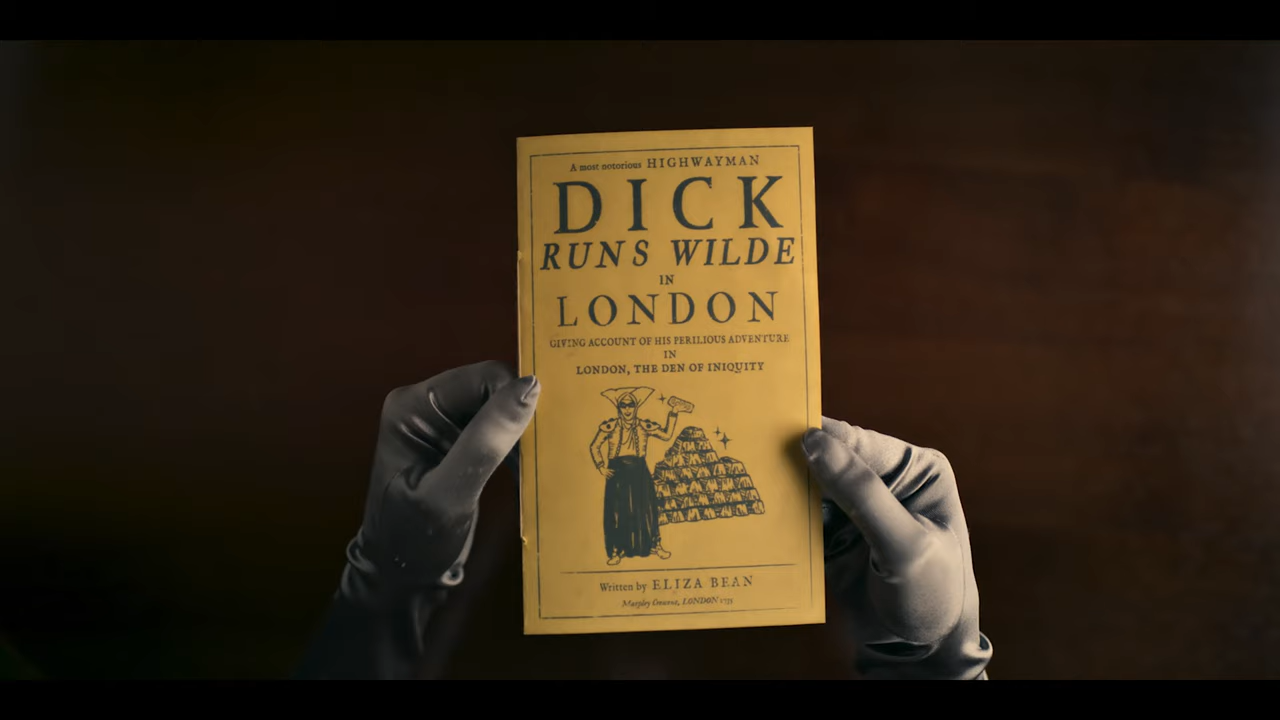 A most notorious HIGHWAYMAN
DICK
RUNS WILDE
IN
LONDON
GIVING ACCOUNT OF HIS PERILIOUS ADVENTURE
IN
LONDON, THE DEN OF INIQUITY
Written by ELIZA BEAN
LONDON